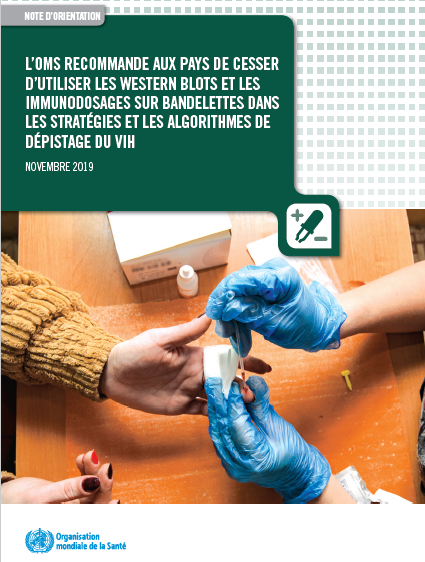 NOTE D'ORIENTATION
L'OMS RECOMMANDE AUX PAYS DE CESSER
D'UTILISER LES WESTERN BLOTS ET LES
IMMUNODOSAGES SUR BANDELETTES DANS
LES STRATÉGIES ET LES ALGORITHMES DE
DÉPISTAGE DU VIH
NOVEMBRE 2019
Organisation
mondiale de la Santé